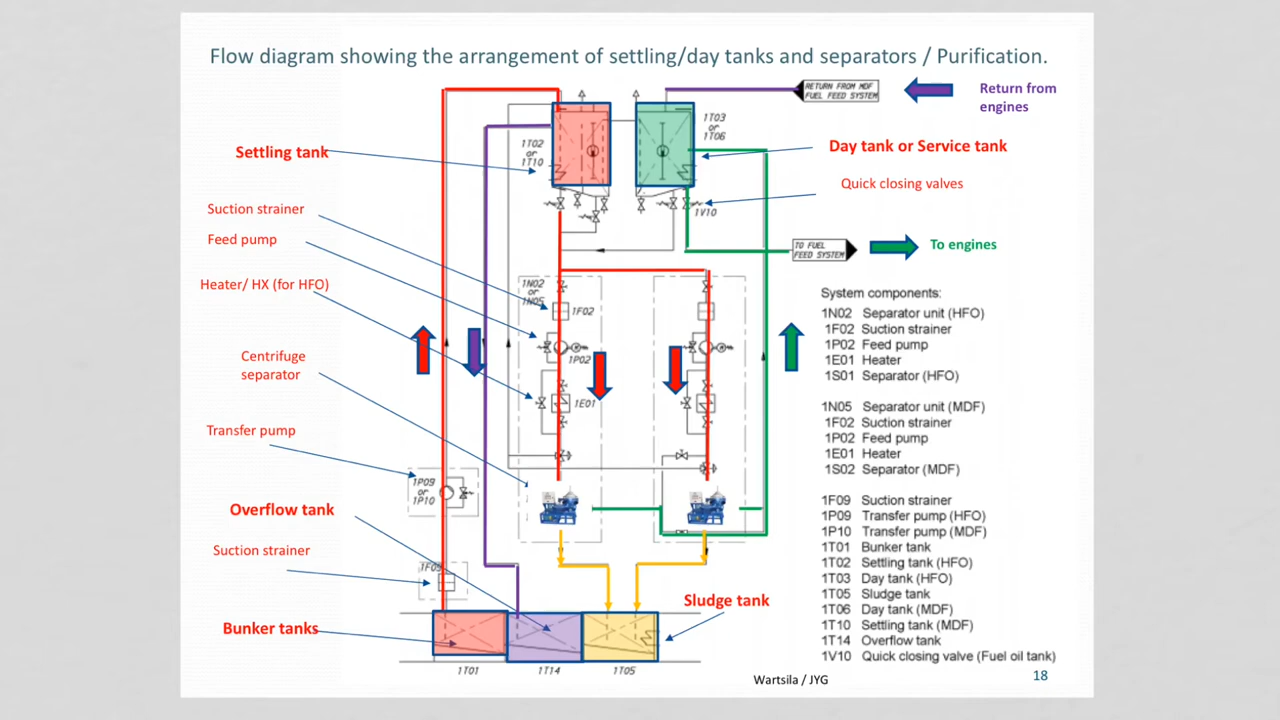 Flow diagram showing the arrangement of settling/day tanks and separators / Purification.
RETURN FROM MDF
FUEL FEED SYSTEM
Return from
engines
1T03
or
1T06
Settling tank
1T02
or
1T10
Day tank or Service tank
Quick closing valves
Suction strainer
1V10
Feed pump
TO FUEL
FEED SYSTEM
To engines
Heater/ HX (for HFO)
1N02
or
1N05
1F02
1P02
Centrifuge
separator
1E01
Transfer pump
1P09
or
1P10
Overflow tank
Suction strainer
1F09
Bunker tanks
Sludge tank
1T01
1T14
1T05
System components:
1N02 Separator unit (HFO)
1F02 Suction strainer
1P02 Feed pump
1E01 Heater
1S01 Separator (HFO)
1N05 Separator unit (MDF)
1F02 Suction strainer
1P02 Feed pump
1E01 Heater
1S02 Separator (MDF)
1F09 Suction strainer
1P09 Transfer pump (HFO)
1P10 Transfer pump (MDF)
1T01 Bunker tank
1T02 Settling tank (HFO)
1T03 Day tank (HFO)
1T05 Sludge tank
1T06 Day tank (MDF)
1T10 Settling tank (MDF)
1T14 Overflow tank
1V10 Quick closing valve (Fuel oil tank)
Wartsila / JYG
18